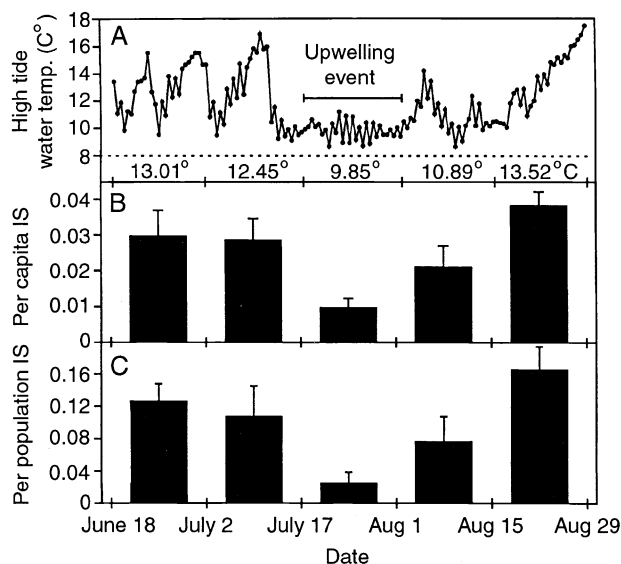 A
High tide
water temp. (C°)
18
16
14
12
10
8
Upwelling
event
13.01° 12.45° 9.85° 10.89° 13.52°C
B
Per capita IS
0.04
0.03
0.02
0.01
0
C
Per population IS
0.16
0.12
0.08
0.04
0
June 18 July 2 July 17 Aug 1 Aug 15 Aug 29
Date